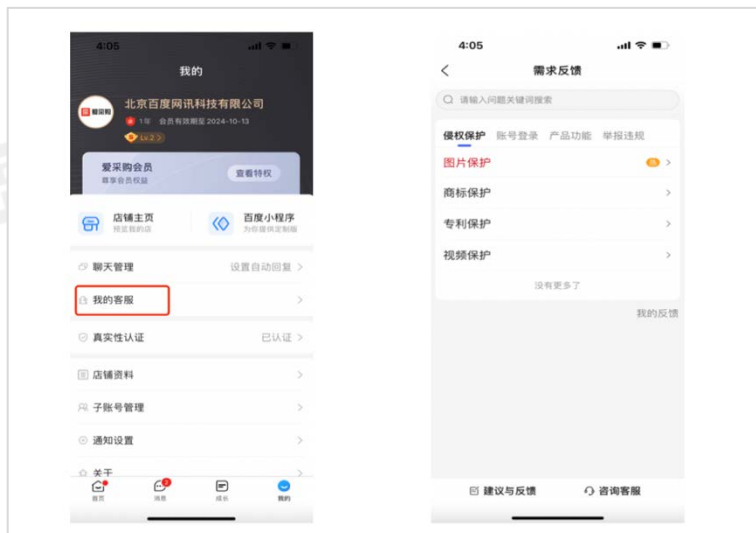 4:05
我的
爱采购
北京百度网讯科技有限公司
1年 会员有效期至 2024-10-13
Lv.2 >
爱采购会员
尊享会员权益
查看特权
店铺主页
预览我的店
百度小程序
为你提供定制版
聊天管理
设置自动回复 >
我的客服 >
真实性认证
已认证 >
店铺资料 >
子账号管理 >
通知设置 >
关于 >
首页
消息
成长
我的
4:05
< 需求反馈
请输入问题关键词搜索
侵权保护 账号登录 产品功能 举报违规
图片保护 >
商标保护 >
专利保护 >
视频保护 >
没有更多了
我的反馈
建议与反馈
咨询客服